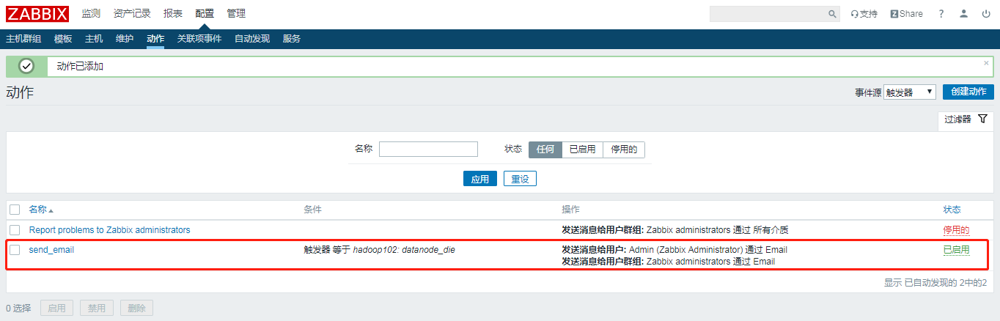 ZABBIX 监测 资产记录 报表 配置 管理 支持 Z Share ?
主机群组 模板 主机 维护 动作 关联项事件 自动发现 服务
动作已添加 ×
动作 事件源 触发器 创建动作
过滤器
名称 状态 任何 已启用 停用的
应用 重设
名称 条件 操作 状态
Report problems to Zabbix administrators 发送消息给用户群组: Zabbix administrators 通过 所有介质 停用的
send_email 触发器 等于 hadoop102: datanode_die 发送消息给用户: Admin (Zabbix Administrator) 通过 Email 已启用
发送消息给用户群组: Zabbix administrators 通过 Email
显示 已自动发现的 2中的2
0 选择 启用 禁用 删除